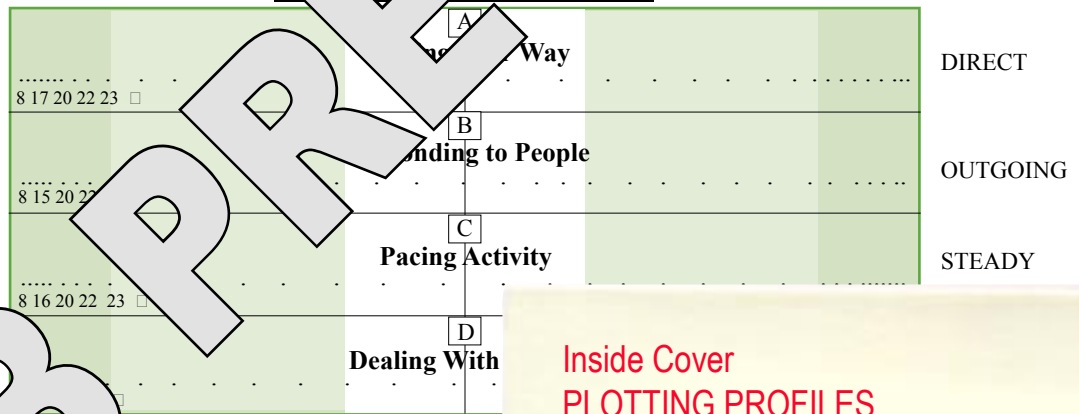 A
Way
DIRECT
8 17 20 22 23
B
to People
OUTGOING
8 15 20
C
Pacing Activity
STEADY
8 16 20 22 23
D
Dealing With
Inside Cover
PLOTTING PROFILES
B PRE